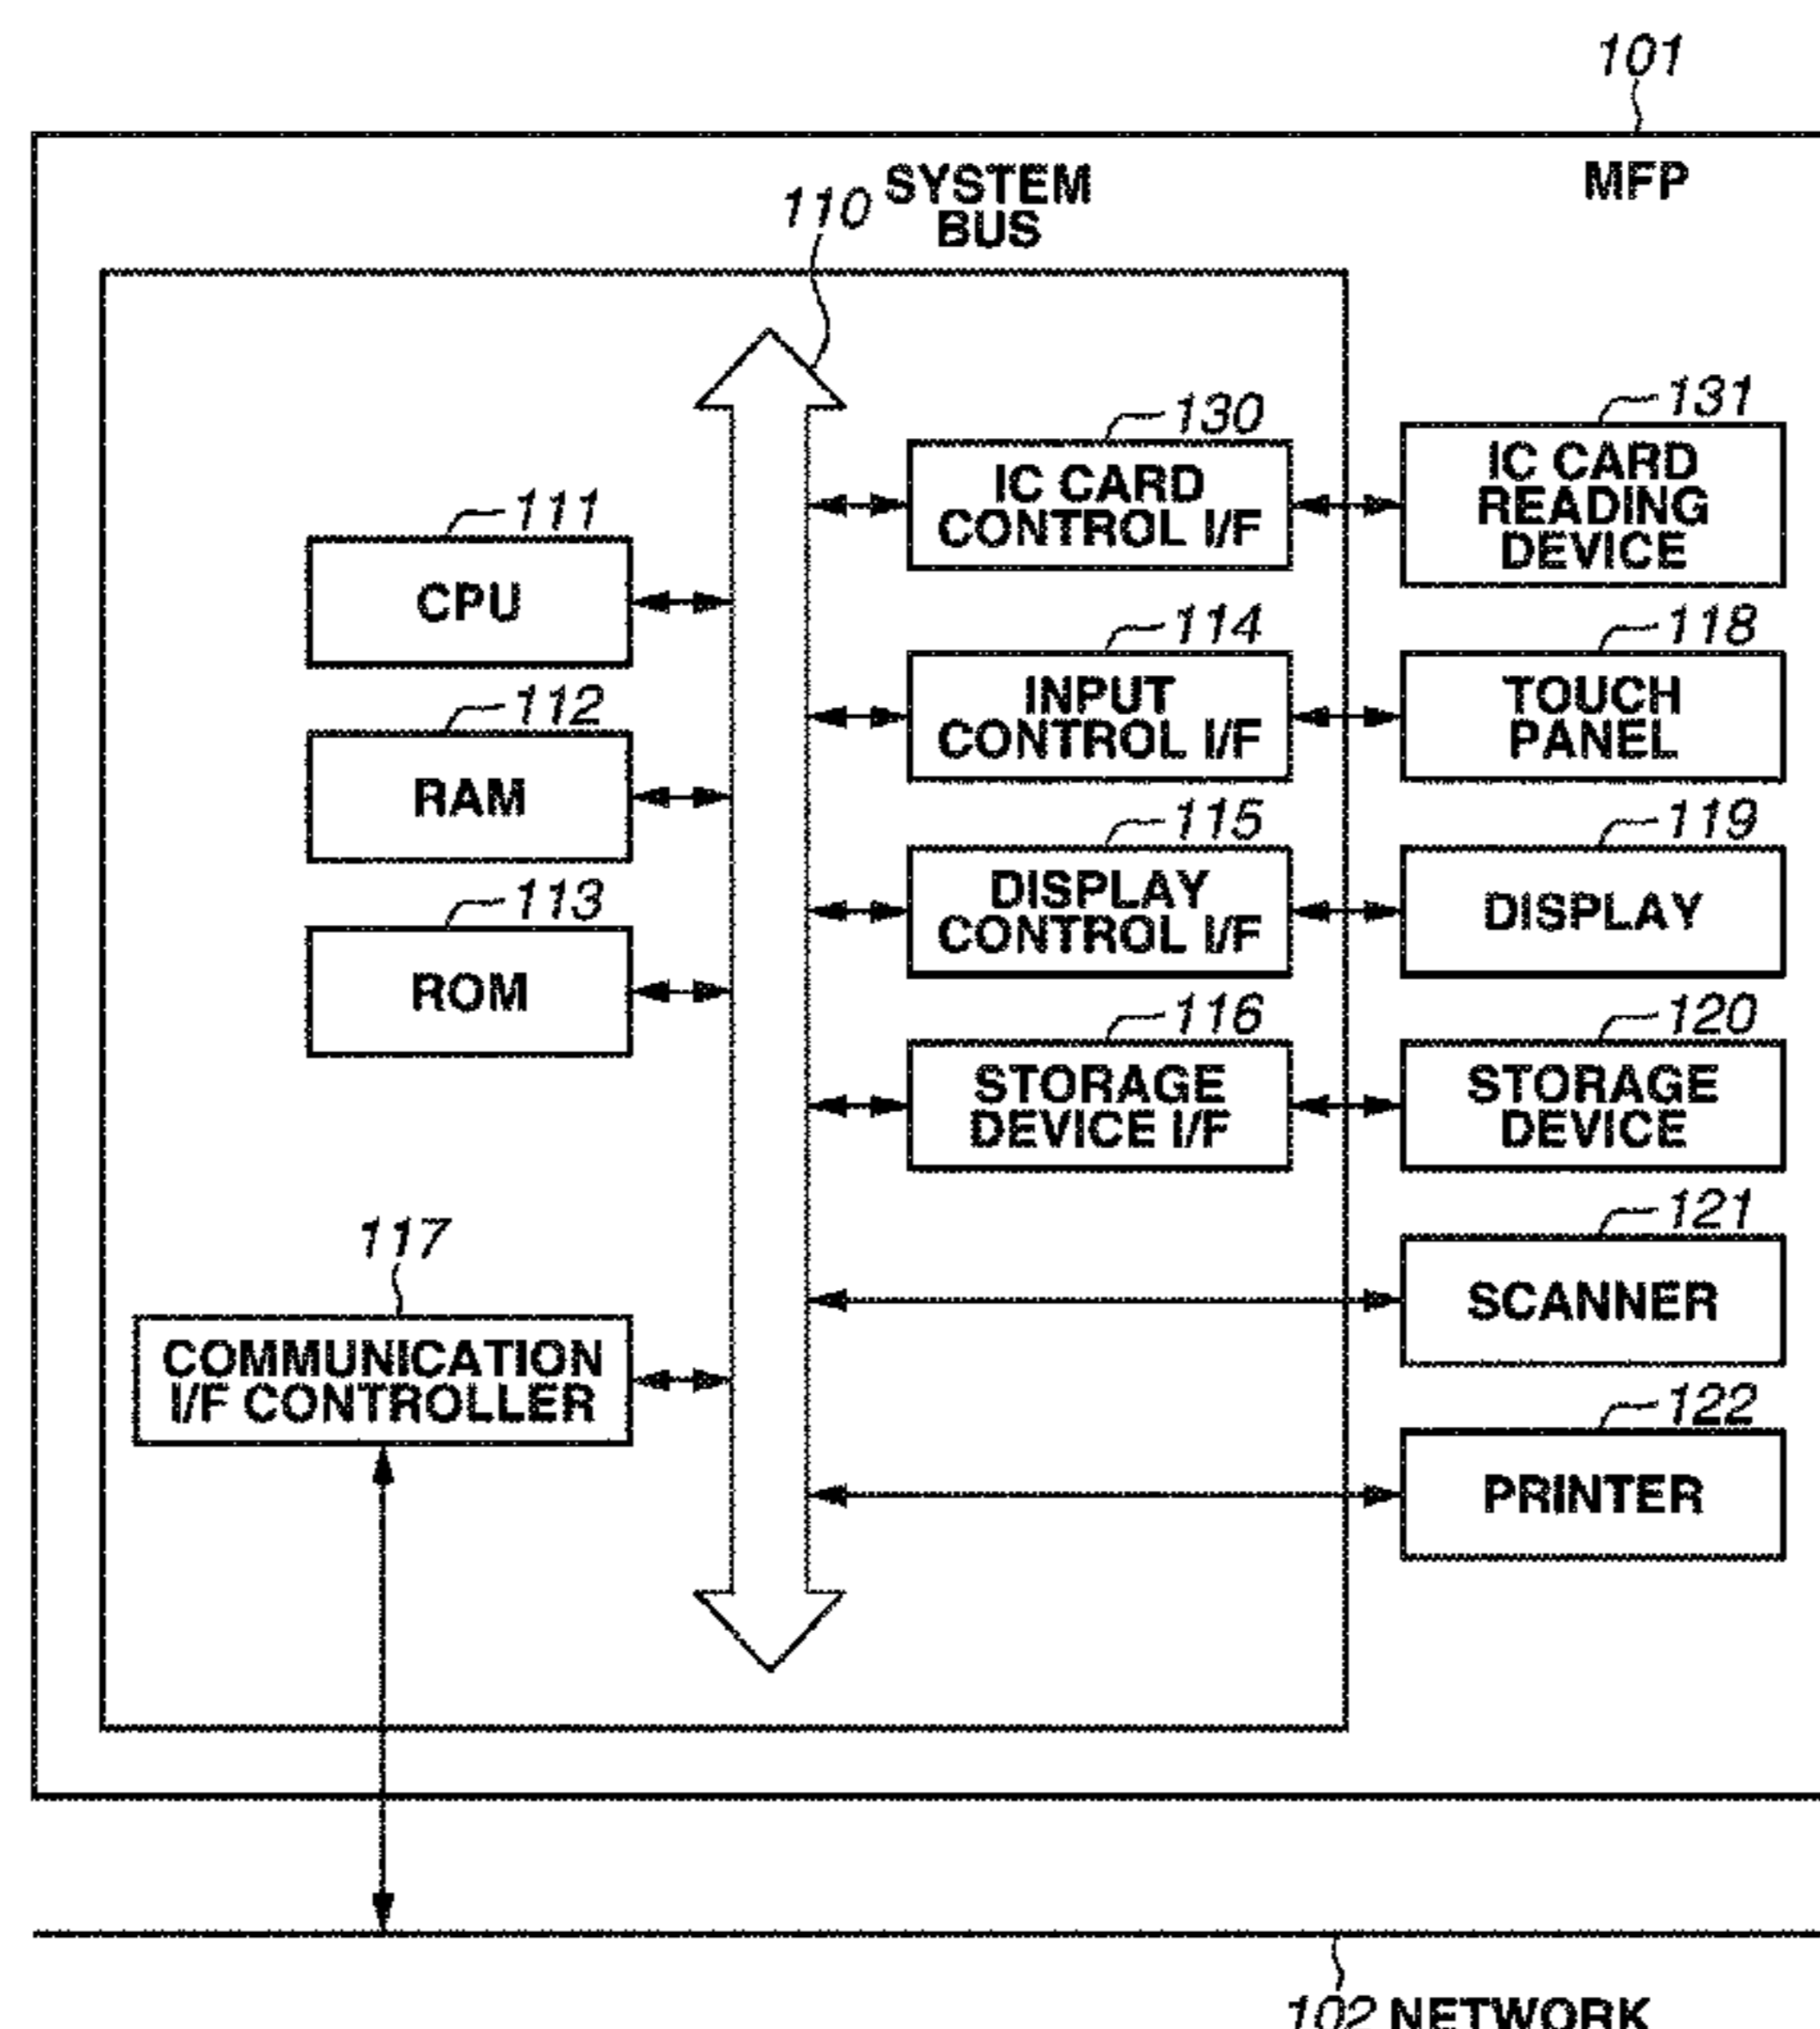 101
MFP
110 SYSTEM
BUS
130
IC CARD
CONTROL I/F
131
IC CARD
READING
DEVICE
111
CPU
114
INPUT
CONTROL I/F
118
TOUCH
PANEL
112
RAM
115
DISPLAY
CONTROL I/F
119
DISPLAY
113
ROM
116
STORAGE
DEVICE I/F
120
STORAGE
DEVICE
117
COMMUNICATION
I/F CONTROLLER
121
SCANNER
122
PRINTER
102 NETWORK